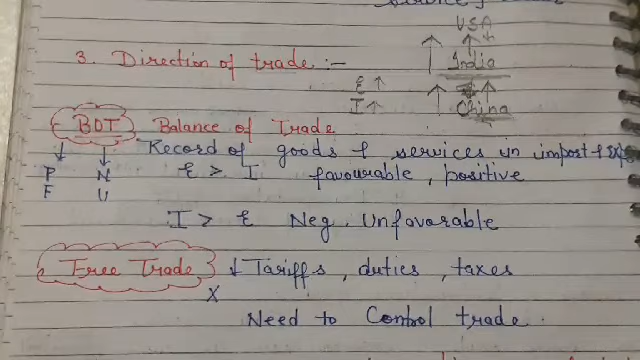 USA
3. Direction of trade :-
India
E ↑
I ↑
China
BOT Balance of Trade
Record of goods & services in import & exp
P N E > I favourable, positive
F U
I > E Neg. Unfavorable
Free Trade ↓ Tariffs, duties, taxes
X
Need to Control trade.